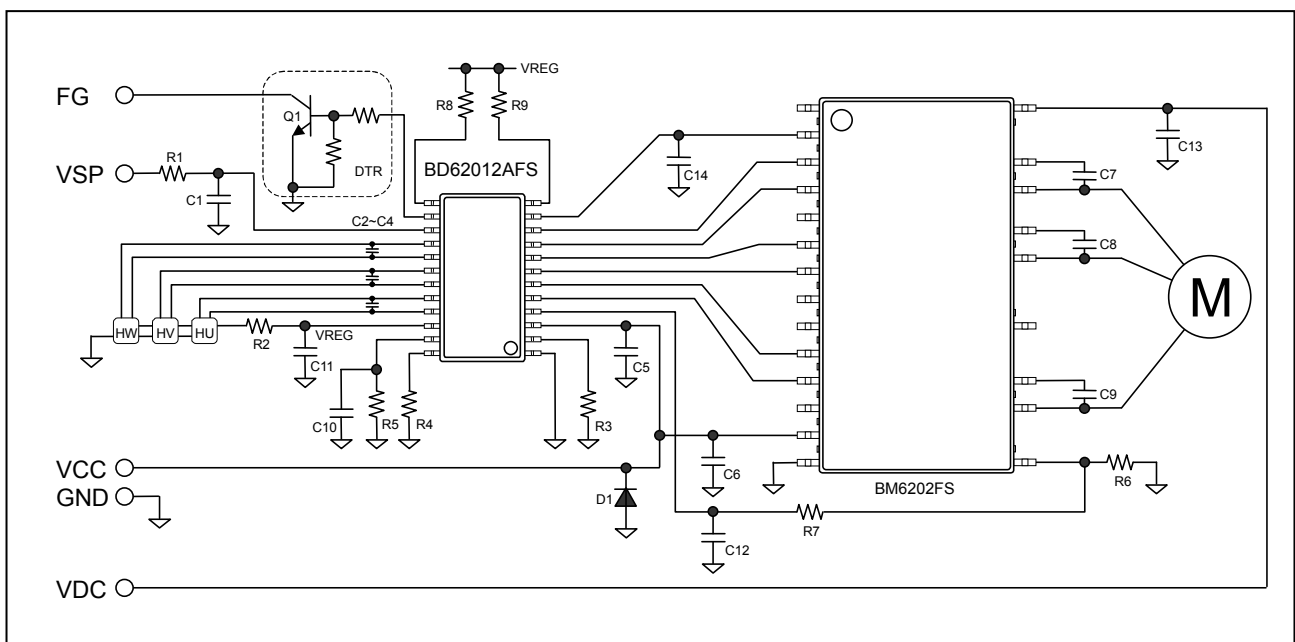 VREG
FG
R8
R9
Q1
C13
DTR
BD62012AFS
C14
VSP
R1
C7
C1
C2~C4
C8
M
HW
HV
HU
R2
VREG
C11
C5
C9
C10
R5
R4
R3
VCC
C6
R6
GND
D1
BM6202FS
R7
C12
VDC